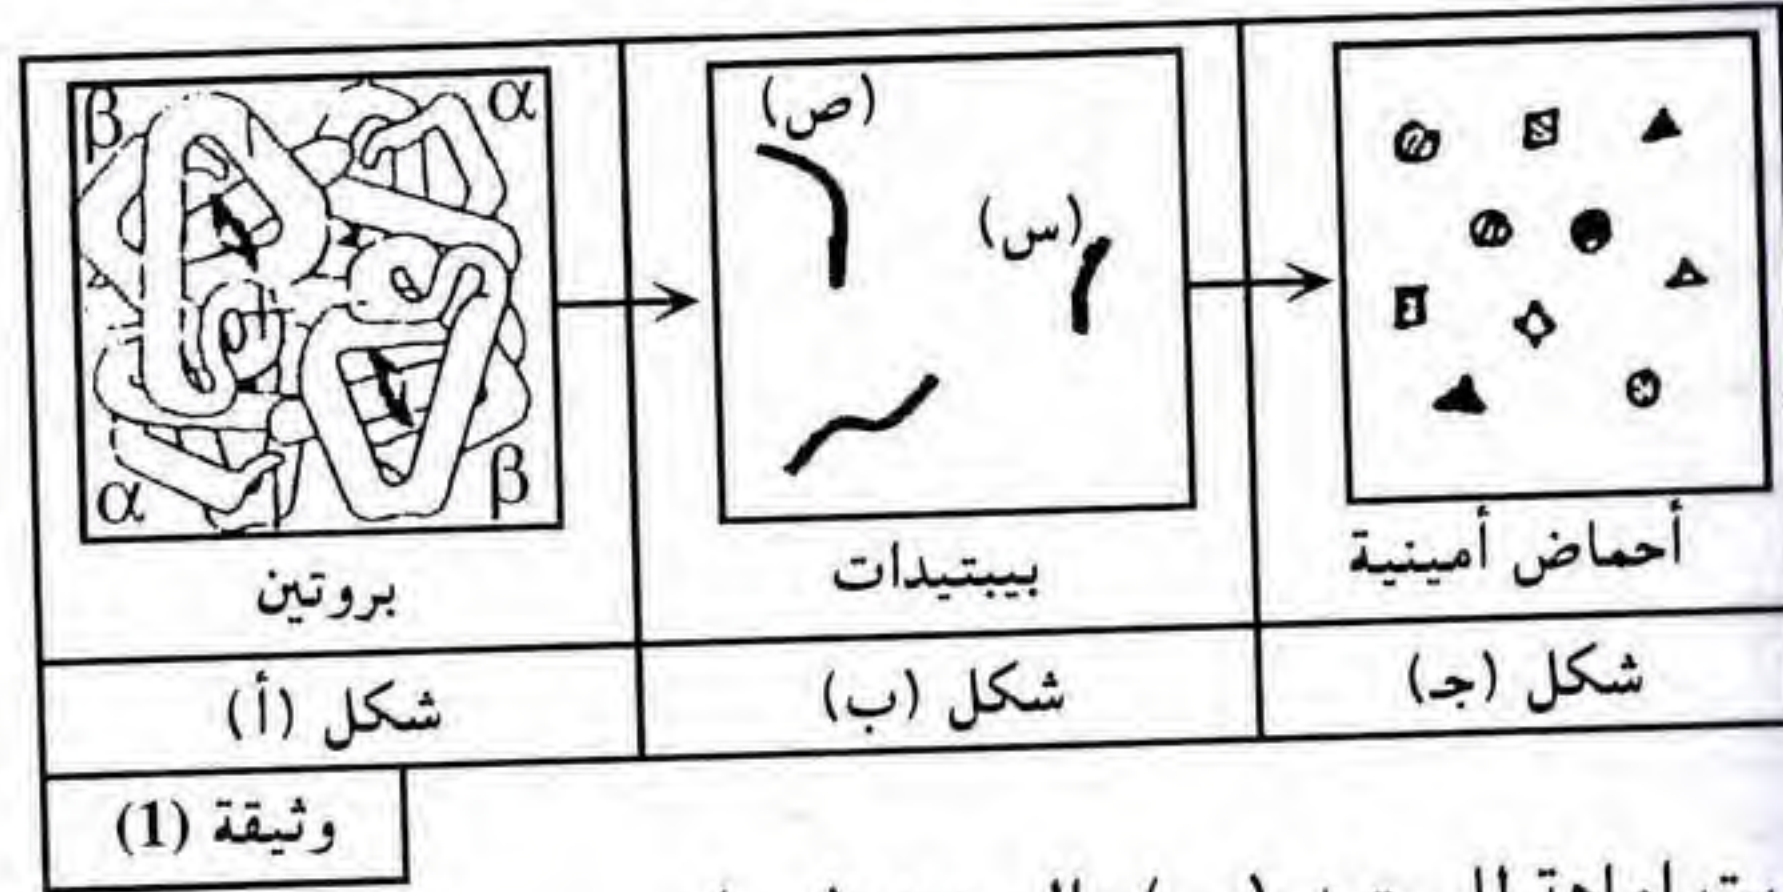 β α
α β
بروتين
شكل (أ)
(ص)
(س)
بيبتيدات
شكل (ب)
أحماض أمينية
شكل (جـ)
وثيقة (1)